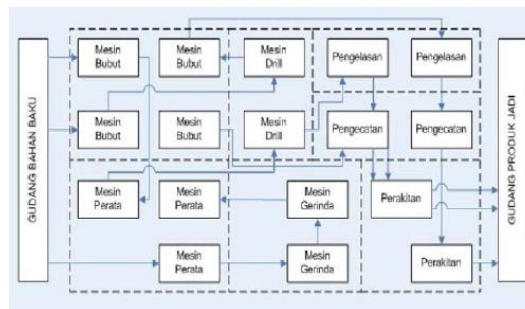 GUDANG BAHAN BAKU
Mesin
Bubut
Mesin
Bubut
Mesin
Drill
Pengelasan
Pengelasan
Mesin
Bubut
Mesin
Bubut
Mesin
Drill
Pengecatan
Pengecatan
Mesin
Perata
Mesin
Perata
Mesin
Gerinda
Perakitan
Mesin
Perata
Mesin
Gerinda
Perakitan
GUDANG PRODUK JADI